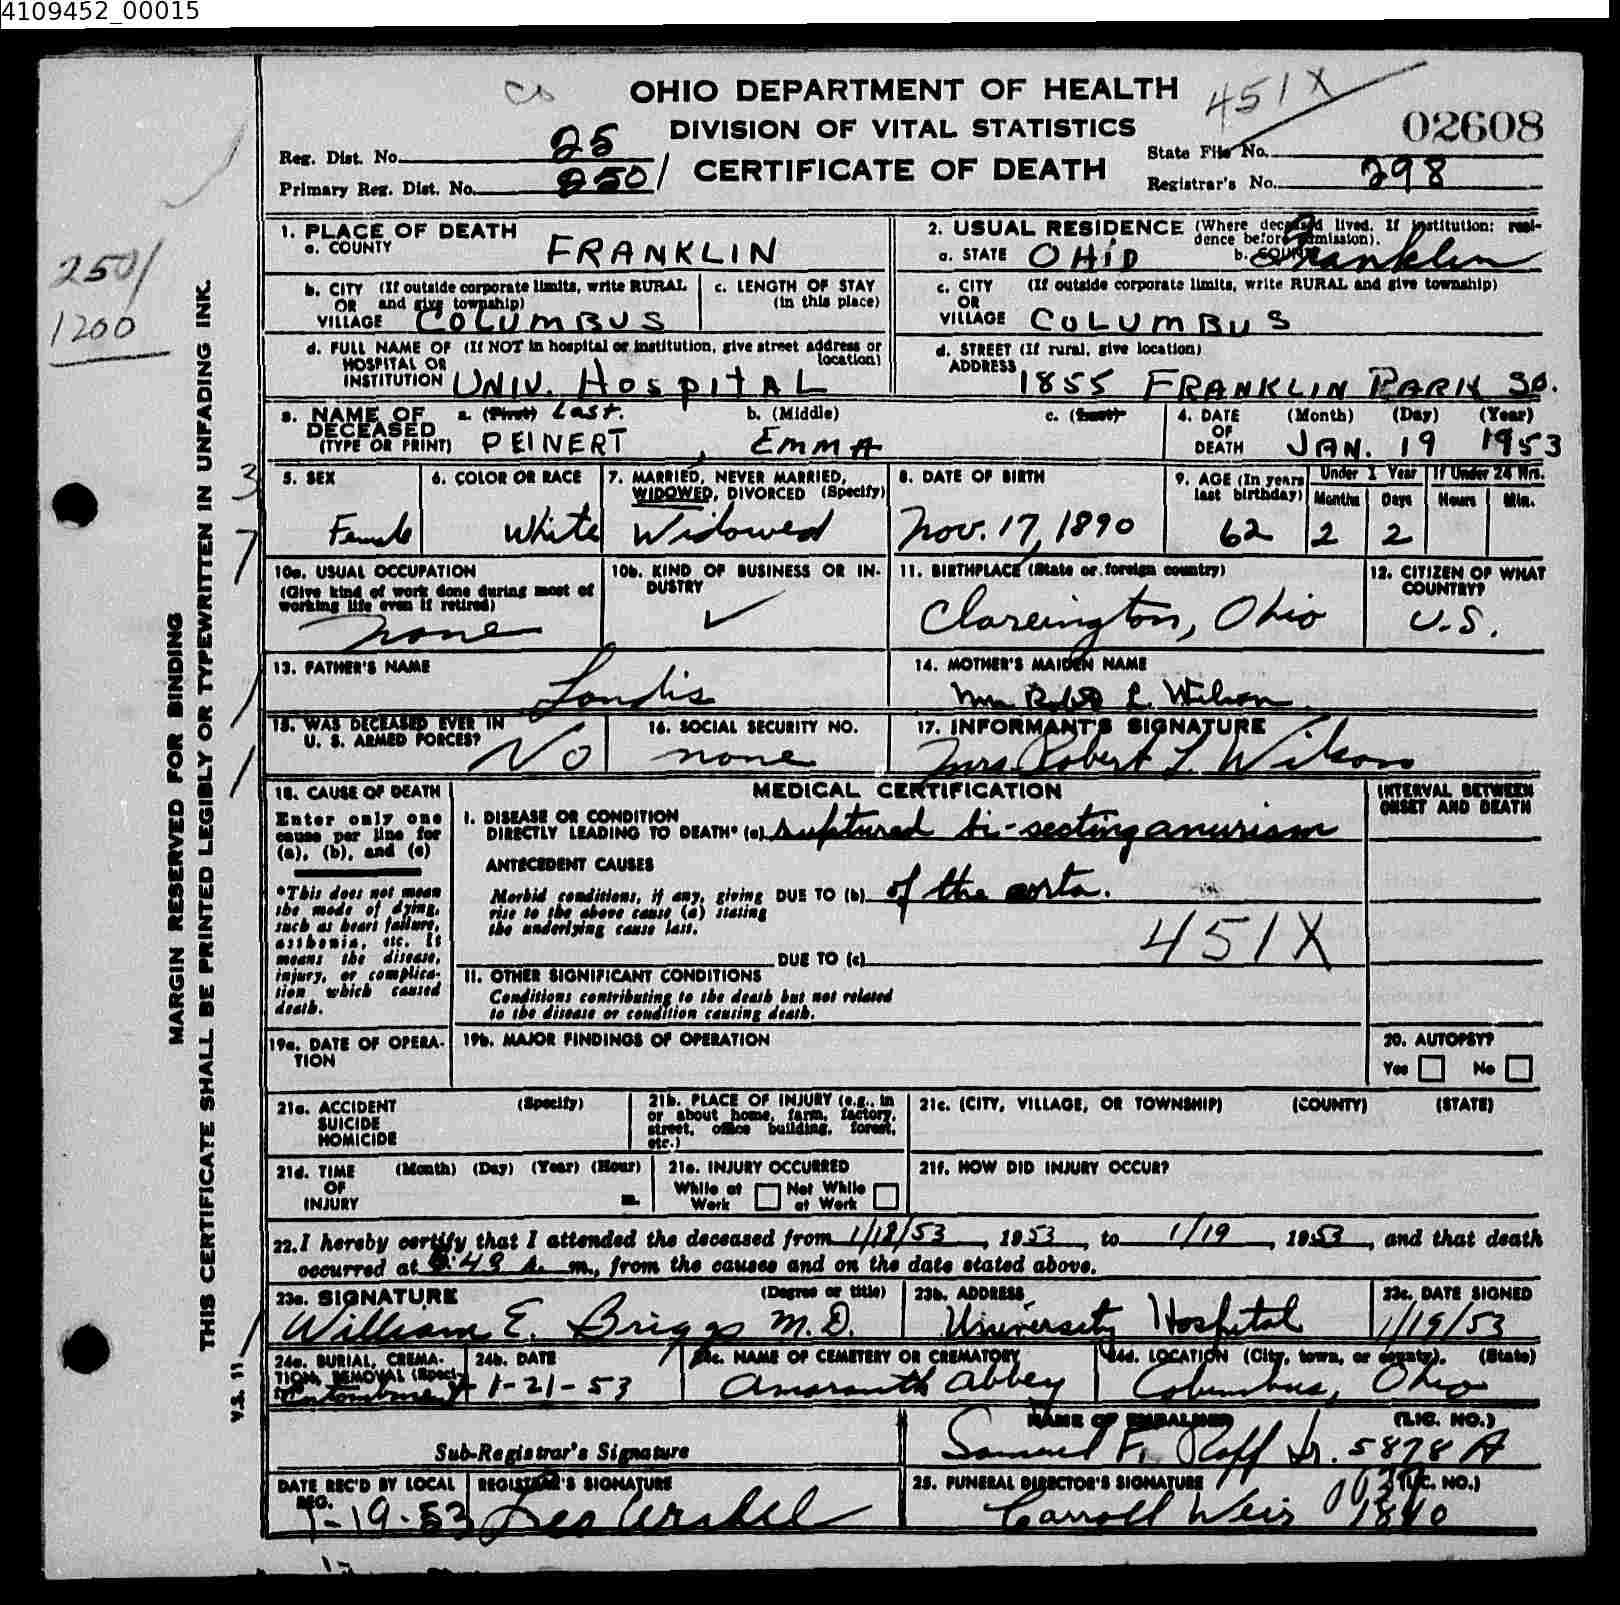 4109452_00015
Co
OHIO DEPARTMENT OF HEALTH
DIVISION OF VITAL STATISTICS
CERTIFICATE OF DEATH
451X
02608
Reg. Dist. No. 25
Primary Reg. Dist. No. 2501
State File No.
Registrar's No. 298
2501
1200
MARGIN RESERVED FOR BINDING
THIS CERTIFICATE SHALL BE PRINTED LEGIBLY OR TYPEWRITTEN IN UNFADING INK.
V.S. 11
1. PLACE OF DEATH
a. COUNTY FRANKLIN
b. CITY (If outside corporate limits, write RURAL
OR and give township)
VILLAGE COLUMBUS
c. LENGTH OF STAY
(in this place)
d. FULL NAME OF (If NOT in hospital or institution, give street address or
HOSPITAL OR location)
INSTITUTION UNIV. HOSPITAL
2. USUAL RESIDENCE (Where deceased lived. If institution: resi-
dence before admission).
a. STATE OHIO b. COUNTY Franklin
c. CITY (If outside corporate limits, write RURAL and give township)
OR
VILLAGE COLUMBUS
d. STREET (If rural, give location)
ADDRESS 1855 FRANKLIN PARK SO.
3. NAME OF a. (First) Last. b. (Middle) c. (Last)
DECEASED
(TYPE OR PRINT) DEINERT, EMMA
4. DATE (Month) (Day) (Year)
OF
DEATH JAN. 19 1953
5. SEX
Female
6. COLOR OR RACE
White
7. MARRIED, NEVER MARRIED,
WIDOWED, DIVORCED (Specify)
Widowed
8. DATE OF BIRTH
Nov. 17, 1890
9. AGE (In years
last birthday)
62
Under 1 Year
Months Days
2 2
If Under 24 Hrs.
Hours Min.
10a. USUAL OCCUPATION
(Give kind of work done during most of
working life even if retired)
none
10b. KIND OF BUSINESS OR IN-
DUSTRY
✓
11. BIRTHPLACE (State or foreign country)
Clareington, Ohio
12. CITIZEN OF WHAT
COUNTRY?
U.S.
13. FATHER'S NAME
Landis
14. MOTHER'S MAIDEN NAME
Mrs Robt L. Wilson
15. WAS DECEASED EVER IN
U. S. ARMED FORCES?
No
16. SOCIAL SECURITY NO.
none
17. INFORMANT'S SIGNATURE
Mrs Robert L. Wilson
18. CAUSE OF DEATH
Enter only one
cause per line for
(a), (b), and (c)
*This does not mean
the mode of dying,
such as heart failure,
asthenia, etc. It
means the disease,
injury, or complica-
tion which caused
death.
MEDICAL CERTIFICATION
INTERVAL BETWEEN
ONSET AND DEATH
I. DISEASE OR CONDITION
DIRECTLY LEADING TO DEATH* (a) ruptured di-secting anurism
ANTECEDENT CAUSES
Morbid conditions, if any, giving DUE TO (b) of the aorta.
rise to the above cause (a) stating
the underlying cause last.
451X
DUE TO (c)
II. OTHER SIGNIFICANT CONDITIONS
Conditions contributing to the death but not related
to the disease or condition causing death.
19a. DATE OF OPERA-
TION
19b. MAJOR FINDINGS OF OPERATION
20. AUTOPSY?
Yes No
21a. ACCIDENT (Specify)
SUICIDE
HOMICIDE
21b. PLACE OF INJURY (e.g., in
or about home, farm, factory,
street, office building, forest,
etc.)
21c. (CITY, VILLAGE, OR TOWNSHIP) (COUNTY) (STATE)
21d. TIME (Month) (Day) (Year) (Hour)
OF
INJURY m.
21e. INJURY OCCURRED
While at Not While
Work at Work
21f. HOW DID INJURY OCCUR?
22. I hereby certify that I attended the deceased from 1/18/53, 1953, to 1/19, 1953, and that death
occurred at 8:49 A. m., from the causes and on the date stated above.
23a. SIGNATURE (Degree or title)
William E. Briggs M.D.
23b. ADDRESS
University Hospital
23c. DATE SIGNED
1/19/53
24a. BURIAL, CREMA-
TION, REMOVAL (Speci-
Entombment
24b. DATE
1-21-53
24c. NAME OF CEMETERY OR CREMATORY
Amaranth Abbey
24d. LOCATION (City, town, or county). (State)
Columbus, Ohio
Sub-Registrar's Signature
NAME OF EMBALMER (LIC. NO.)
Samuel F. Roff Jr. 5878 A
DATE REC'D BY LOCAL
REG.
1-19-53
REGISTRAR'S SIGNATURE
25. FUNERAL DIRECTOR'S SIGNATURE (LIC. NO.)
Carroll Weir 1840